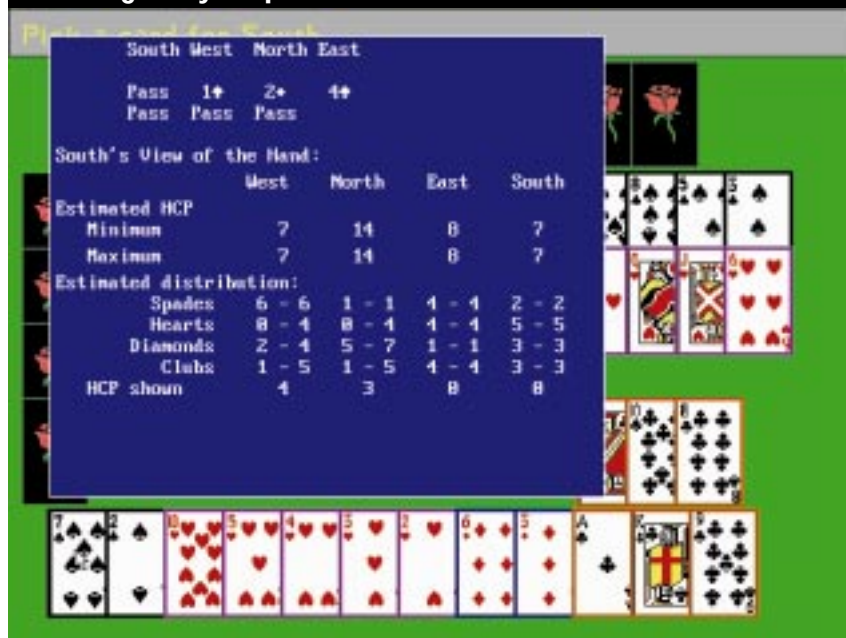 South West North East
Pass 1♠ 2♦ 4♠
Pass Pass Pass
South's View of the Hand:
West North East South
Estimated HCP
Minimum 7 14 8 7
Maximum 7 14 8 7
Estimated distribution:
Spades 6 - 6 1 - 1 4 - 4 2 - 2
Hearts 0 - 4 0 - 4 4 - 4 5 - 5
Diamonds 2 - 4 5 - 7 1 - 1 3 - 3
Clubs 1 - 5 1 - 5 4 - 4 3 - 3
HCP shown 4 3 0 0